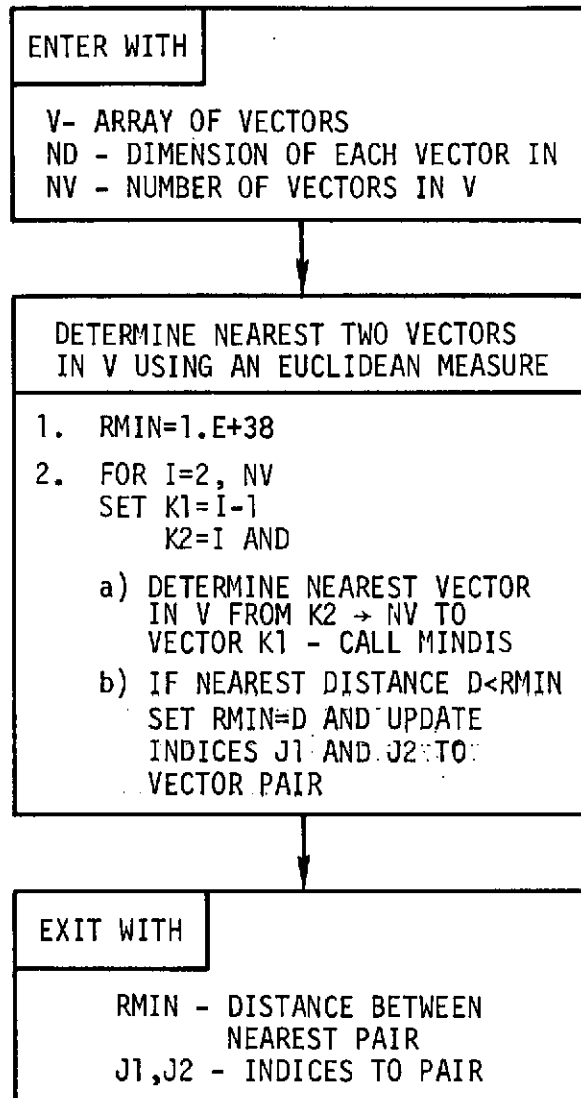 ENTER WITH
V- ARRAY OF VECTORS
ND - DIMENSION OF EACH VECTOR IN
NV - NUMBER OF VECTORS IN V
DETERMINE NEAREST TWO VECTORS
IN V USING AN EUCLIDEAN MEASURE
1. RMIN=1.E+38
2. FOR I=2, NV
SET K1=I-1
K2=I AND
a) DETERMINE NEAREST VECTOR
IN V FROM K2 → NV TO
VECTOR K1 - CALL MINDIS
b) IF NEAREST DISTANCE D<RMIN
SET RMIN=D AND UPDATE
INDICES J1 AND J2 TO
VECTOR PAIR
EXIT WITH
RMIN - DISTANCE BETWEEN
NEAREST PAIR
J1,J2 - INDICES TO PAIR